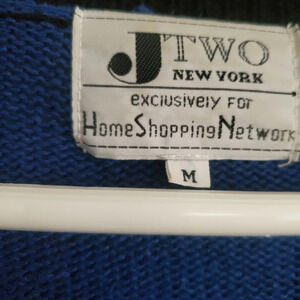 JTWO
NEW YORK
exclusively For
HomeShoppingNetwork
M